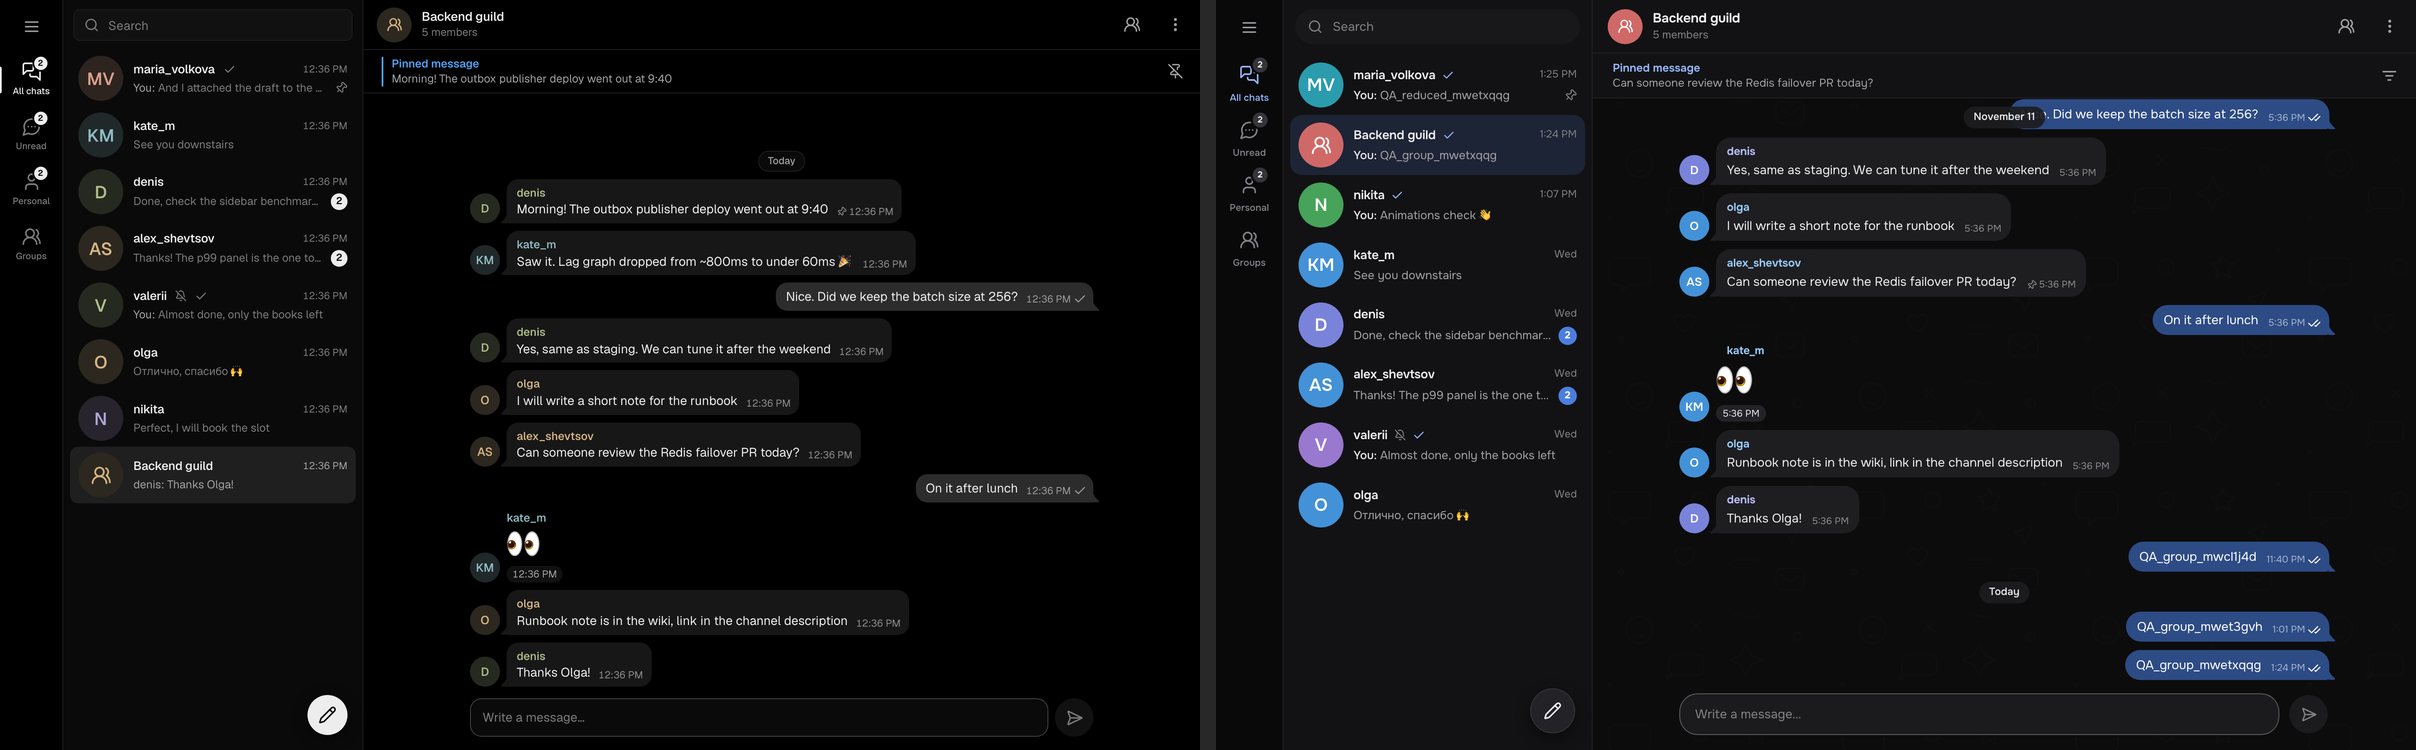 Search
2
All chats
2
Unread
2
Personal
Groups
MV
maria_volkova
12:36 PM
You: And I attached the draft to the ...
KM
kate_m
12:36 PM
See you downstairs
D
denis
12:36 PM
Done, check the sidebar benchmar...
2
AS
alex_shevtsov
12:36 PM
Thanks! The p99 panel is the one to...
2
V
valerii
12:36 PM
You: Almost done, only the books left
O
olga
12:36 PM
Отлично, спасибо 🙌
N
nikita
12:36 PM
Perfect, I will book the slot
Backend guild
12:36 PM
denis: Thanks Olga!
Backend guild
5 members
Pinned message
Morning! The outbox publisher deploy went out at 9:40
Today
denis
D
Morning! The outbox publisher deploy went out at 9:40 12:36 PM
kate_m
KM
Saw it. Lag graph dropped from ~800ms to under 60ms 🎉 12:36 PM
Nice. Did we keep the batch size at 256? 12:36 PM
denis
D
Yes, same as staging. We can tune it after the weekend 12:36 PM
olga
O
I will write a short note for the runbook 12:36 PM
alex_shevtsov
AS
Can someone review the Redis failover PR today? 12:36 PM
On it after lunch 12:36 PM
kate_m
👀
KM
12:36 PM
olga
O
Runbook note is in the wiki, link in the channel description 12:36 PM
denis
D
Thanks Olga! 12:36 PM
Write a message...
Search
2
All chats
2
Unread
2
Personal
Groups
MV
maria_volkova
1:25 PM
You: QA_reduced_mwetxqqg
Backend guild
1:24 PM
You: QA_group_mwetxqqg
N
nikita
1:07 PM
You: Animations check 👋
KM
kate_m
Wed
See you downstairs
D
denis
Wed
Done, check the sidebar benchmar...
2
AS
alex_shevtsov
Wed
Thanks! The p99 panel is the one t...
2
V
valerii
Wed
You: Almost done, only the books left
O
olga
Wed
Отлично, спасибо 🙌
Backend guild
5 members
Pinned message
Can someone review the Redis failover PR today?
November 11
. Did we keep the batch size at 256? 5:36 PM
denis
D
Yes, same as staging. We can tune it after the weekend 5:36 PM
olga
O
I will write a short note for the runbook 5:36 PM
alex_shevtsov
AS
Can someone review the Redis failover PR today? 5:36 PM
On it after lunch 5:36 PM
kate_m
👀
KM
5:36 PM
olga
O
Runbook note is in the wiki, link in the channel description 5:36 PM
denis
D
Thanks Olga! 5:36 PM
QA_group_mwcl1j4d 11:40 PM
Today
QA_group_mwet3gvh 1:01 PM
QA_group_mwetxqqg 1:24 PM
Write a message...